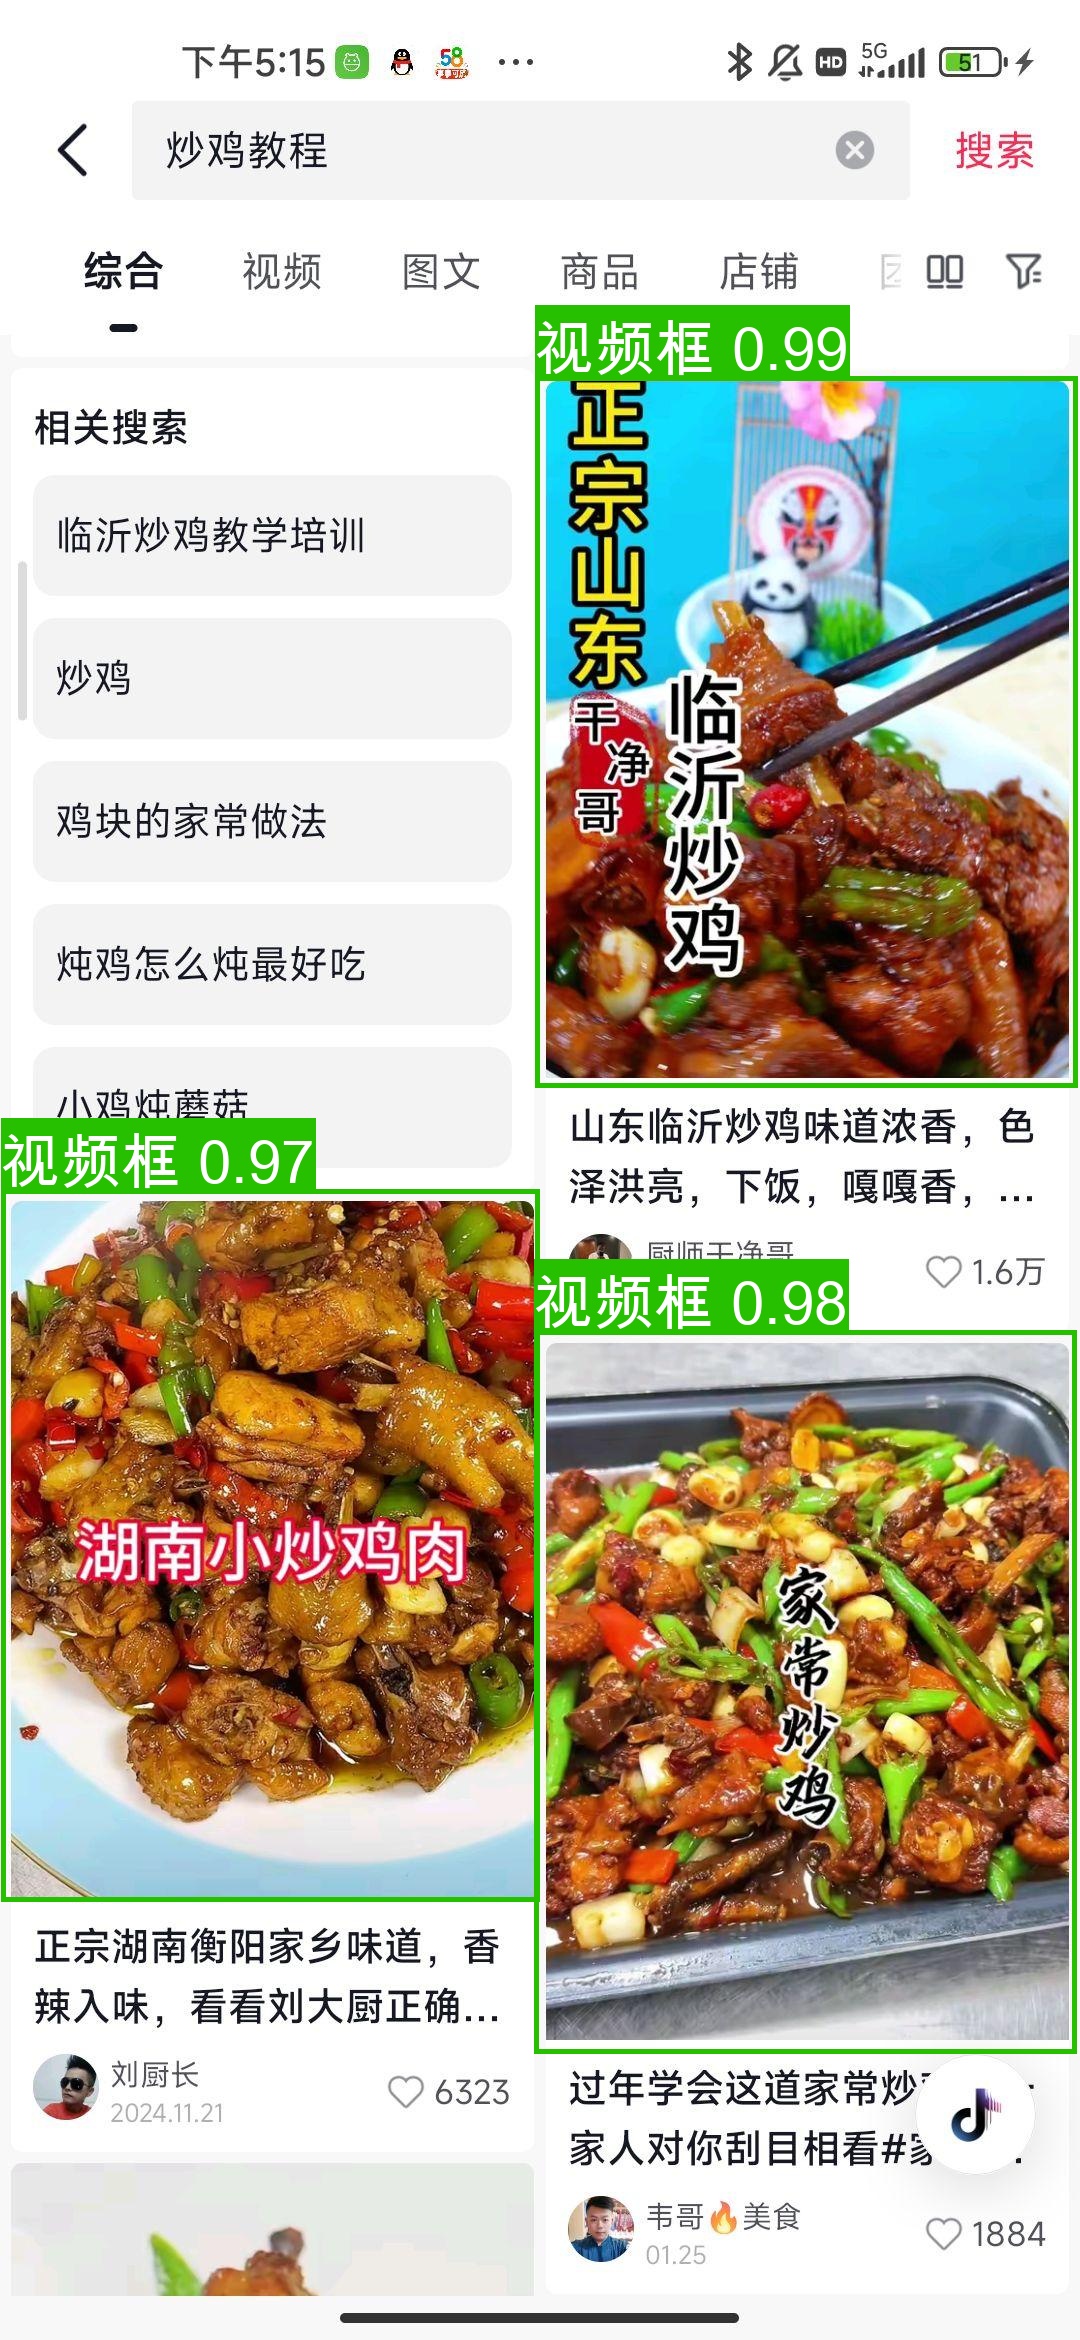 下午5:15
58
HD
5G
51
炒鸡教程
搜索
综合
视频
图文
商品
店铺
相关搜索
临沂炒鸡教学培训
炒鸡
鸡块的家常做法
炖鸡怎么炖最好吃
小鸡炖蘑菇
视频框 0.99
正宗山东
干净哥
临沂炒鸡
山东临沂炒鸡味道浓香，色
泽洪亮，下饭，嘎嘎香，...
厨师干净哥
1.6万
视频框 0.97
湖南小炒鸡肉
正宗湖南衡阳家乡味道，香
辣入味，看看刘大厨正确...
刘厨长
2024.11.21
6323
视频框 0.98
家常炒鸡
过年学会这道家常炒
家人对你刮目相看#家
韦哥🔥美食
01.25
1884